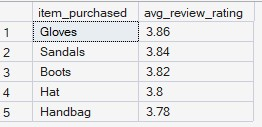 item_purchased avg_review_rating
1 Gloves 3.86
2 Sandals 3.84
3 Boots 3.82
4 Hat 3.8
5 Handbag 3.78